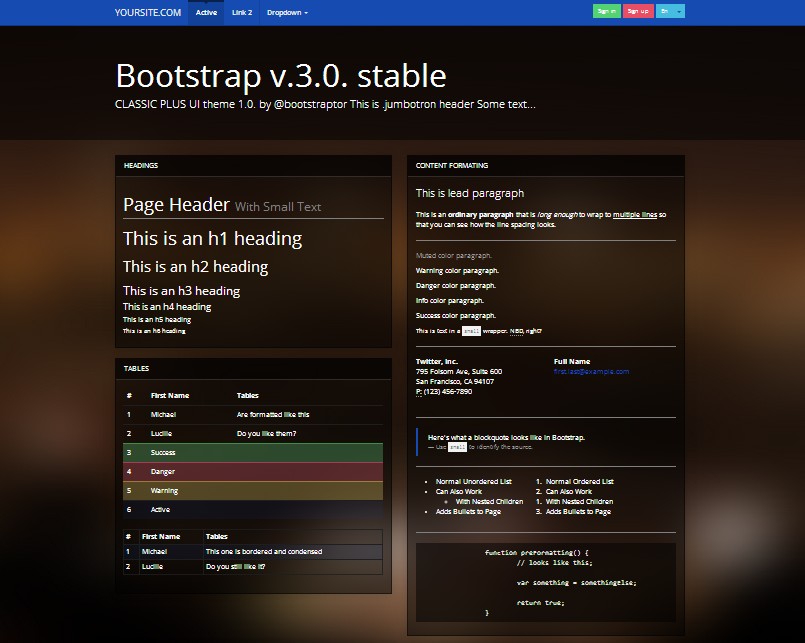 YOURSITE.COM Active Link 2 Dropdown Sign in Sign up En
Bootstrap v.3.0. stable
CLASSIC PLUS UI theme 1.0. by @bootstraptor This is .jumbotron header Some text...
HEADINGS
Page Header With Small Text
This is an h1 heading
This is an h2 heading
This is an h3 heading
This is an h4 heading
This is an h5 heading
This is an h6 heading
TABLES
# First Name Tables
1 Michael Are formatted like this
2 Lucille Do you like them?
3 Success
4 Danger
5 Warning
6 Active
# First Name Tables
1 Michael This one is bordered and condensed
2 Lucille Do you still like it?
CONTENT FORMATING
This is lead paragraph
This is an ordinary paragraph that is long enough to wrap to multiple lines so
that you can see how the line spacing looks.
Muted color paragraph.
Warning color paragraph.
Danger color paragraph.
Info color paragraph.
Success color paragraph.
This is text in a small wrapper. NBD, right?
Twitter, Inc.
795 Folsom Ave, Suite 600
San Francisco, CA 94107
P: (123) 456-7890
Full Name
first.last@example.com
Here's what a blockquote looks like in Bootstrap.
— Use small to identify the source.
Normal Unordered List
Can Also Work
With Nested Children
Adds Bullets to Page
1. Normal Ordered List
2. Can Also Work
1. With Nested Children
3. Adds Bullets to Page
function preFormatting() {
// looks like this;
var something = somethingElse;
return true;
}